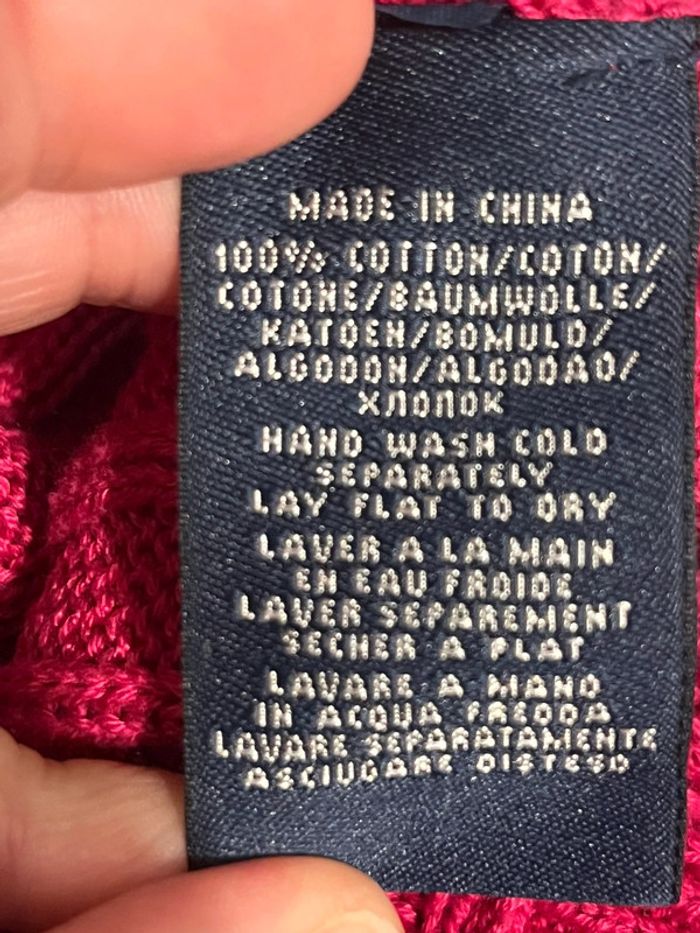 MADE IN CHINA
100% COTTON/COTON/
COTONE/BAUMWOLLE/
KATOEN/BOMULD/
ALGODON/ALGODAO/
ХЛОПОК
HAND WASH COLD
SEPARATELY
LAY FLAT TO DRY
LAVER A LA MAIN
EN EAU FROIDE
LAVER SEPAREMENT
SECHER A PLAT
LAVARE A MANO
IN ACQUA FREDDA
LAVARE SEPARATAMENTE
ASCIUGARE DISTESO